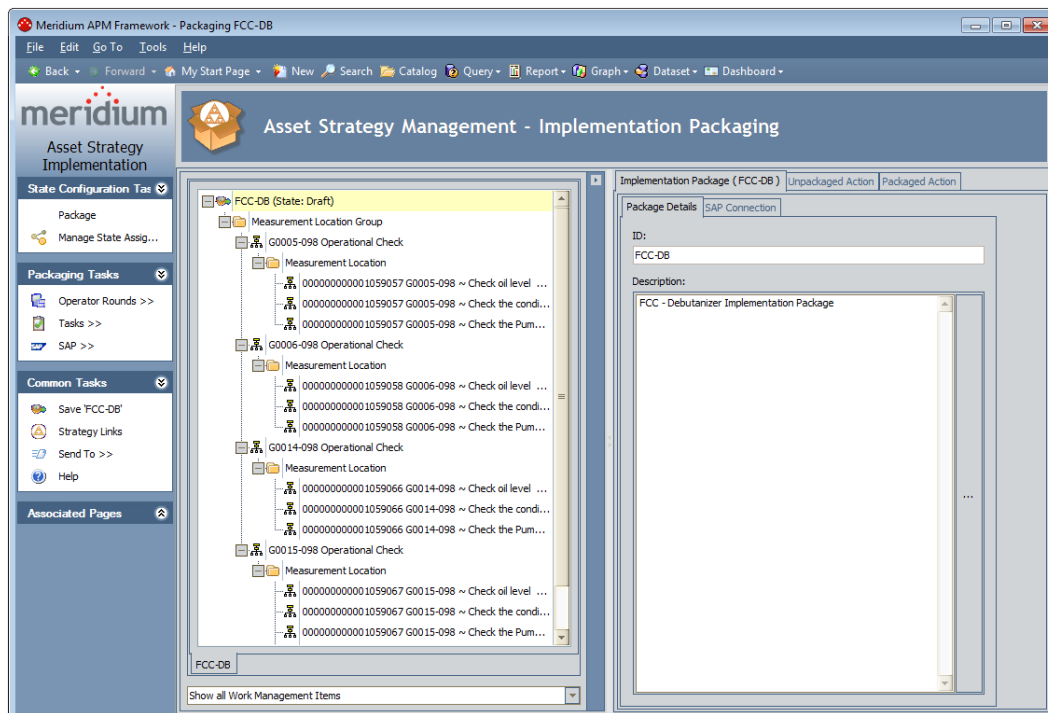 Meridium APM Framework - Packaging FCC-DB
File Edit Go To Tools Help
Back Forward My Start Page New Search Catalog Query Report Graph Dataset Dashboard
meridium
Asset Strategy
Implementation
Asset Strategy Management - Implementation Packaging
State Configuration Tas
Package
Manage State Assig...
Packaging Tasks
Operator Rounds >>
Tasks >>
SAP >>
Common Tasks
Save 'FCC-DB'
Strategy Links
Send To >>
Help
Associated Pages
FCC-DB (State: Draft)
Measurement Location Group
G0005-098 Operational Check
Measurement Location
000000000001059057 G0005-098 ~ Check oil level ...
000000000001059057 G0005-098 ~ Check the condi...
000000000001059057 G0005-098 ~ Check the Pum...
G0006-098 Operational Check
Measurement Location
000000000001059058 G0006-098 ~ Check oil level ...
000000000001059058 G0006-098 ~ Check the condi...
000000000001059058 G0006-098 ~ Check the Pum...
G0014-098 Operational Check
Measurement Location
000000000001059066 G0014-098 ~ Check oil level ...
000000000001059066 G0014-098 ~ Check the condi...
000000000001059066 G0014-098 ~ Check the Pum...
G0015-098 Operational Check
Measurement Location
000000000001059067 G0015-098 ~ Check oil level ...
000000000001059067 G0015-098 ~ Check the condi...
000000000001059067 G0015-098 ~ Check the Pum...
FCC-DB
Show all Work Management Items
Implementation Package ( FCC-DB ) Unpackaged Action Packaged Action
Package Details SAP Connection
ID:
FCC-DB
Description:
FCC - Debutanizer Implementation Package
...